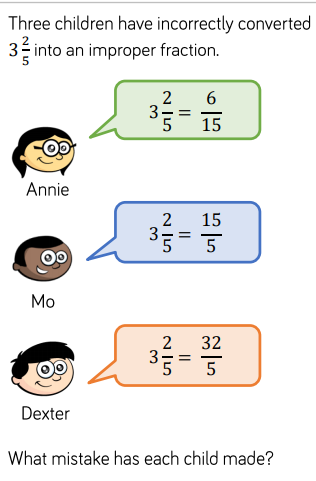 Three children have incorrectly converted
3 2/5 into an improper fraction.
3 2/5 = 6/15
Annie
3 2/5 = 15/5
Mo
3 2/5 = 32/5
Dexter
What mistake has each child made?